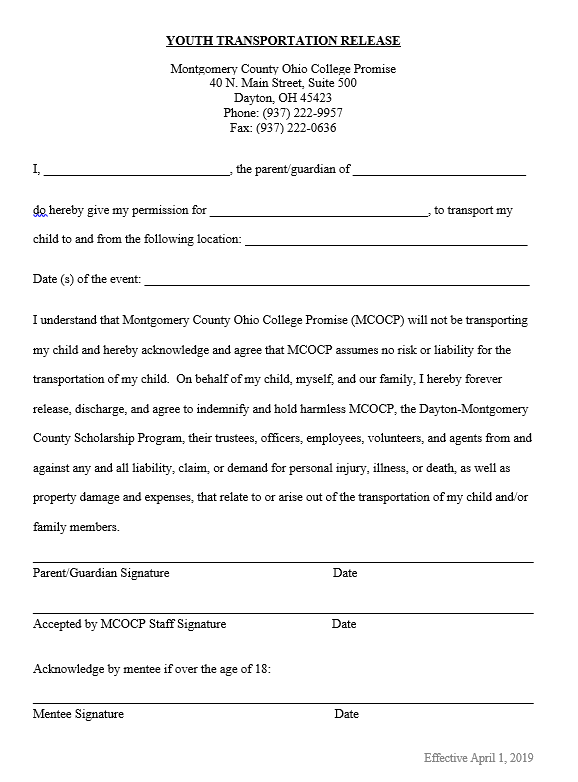 YOUTH TRANSPORTATION RELEASE
Montgomery County Ohio College Promise
40 N. Main Street, Suite 500
Dayton, OH 45423
Phone: (937) 222-9957
Fax: (937) 222-0636
I, ______________________________, the parent/guardian of ____________________________
do hereby give my permission for ___________________________________, to transport my
child to and from the following location: ______________________________________________
Date (s) of the event: ______________________________________________________________
I understand that Montgomery County Ohio College Promise (MCOCP) will not be transporting
my child and hereby acknowledge and agree that MCOCP assumes no risk or liability for the
transportation of my child.  On behalf of my child, myself, and our family, I hereby forever
release, discharge, and agree to indemnify and hold harmless MCOCP, the Dayton-Montgomery
County Scholarship Program, their trustees, officers, employees, volunteers, and agents from and
against any and all liability, claim, or demand for personal injury, illness, or death, as well as
property damage and expenses, that relate to or arise out of the transportation of my child and/or
family members.
Parent/Guardian Signature Date
Accepted by MCOCP Staff Signature Date
Acknowledge by mentee if over the age of 18:
Mentee Signature Date
Effective April 1, 2019